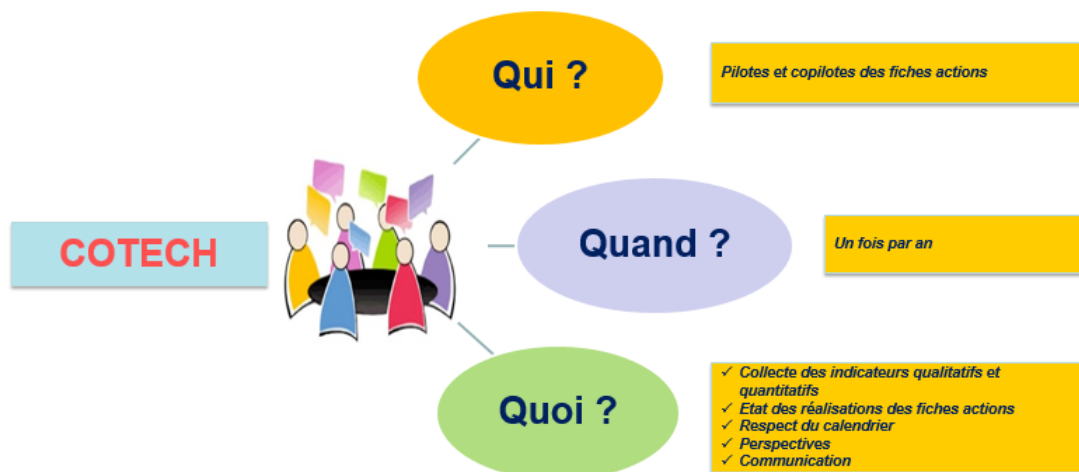 Qui ?
Pilotes et copilotes des fiches actions
COTECH
Quand ?
Un fois par an
Quoi ?
✓ Collecte des indicateurs qualitatifs et
quantitatifs
✓ Etat des réalisations des fiches actions
✓ Respect du calendrier
✓ Perspectives
✓ Communication